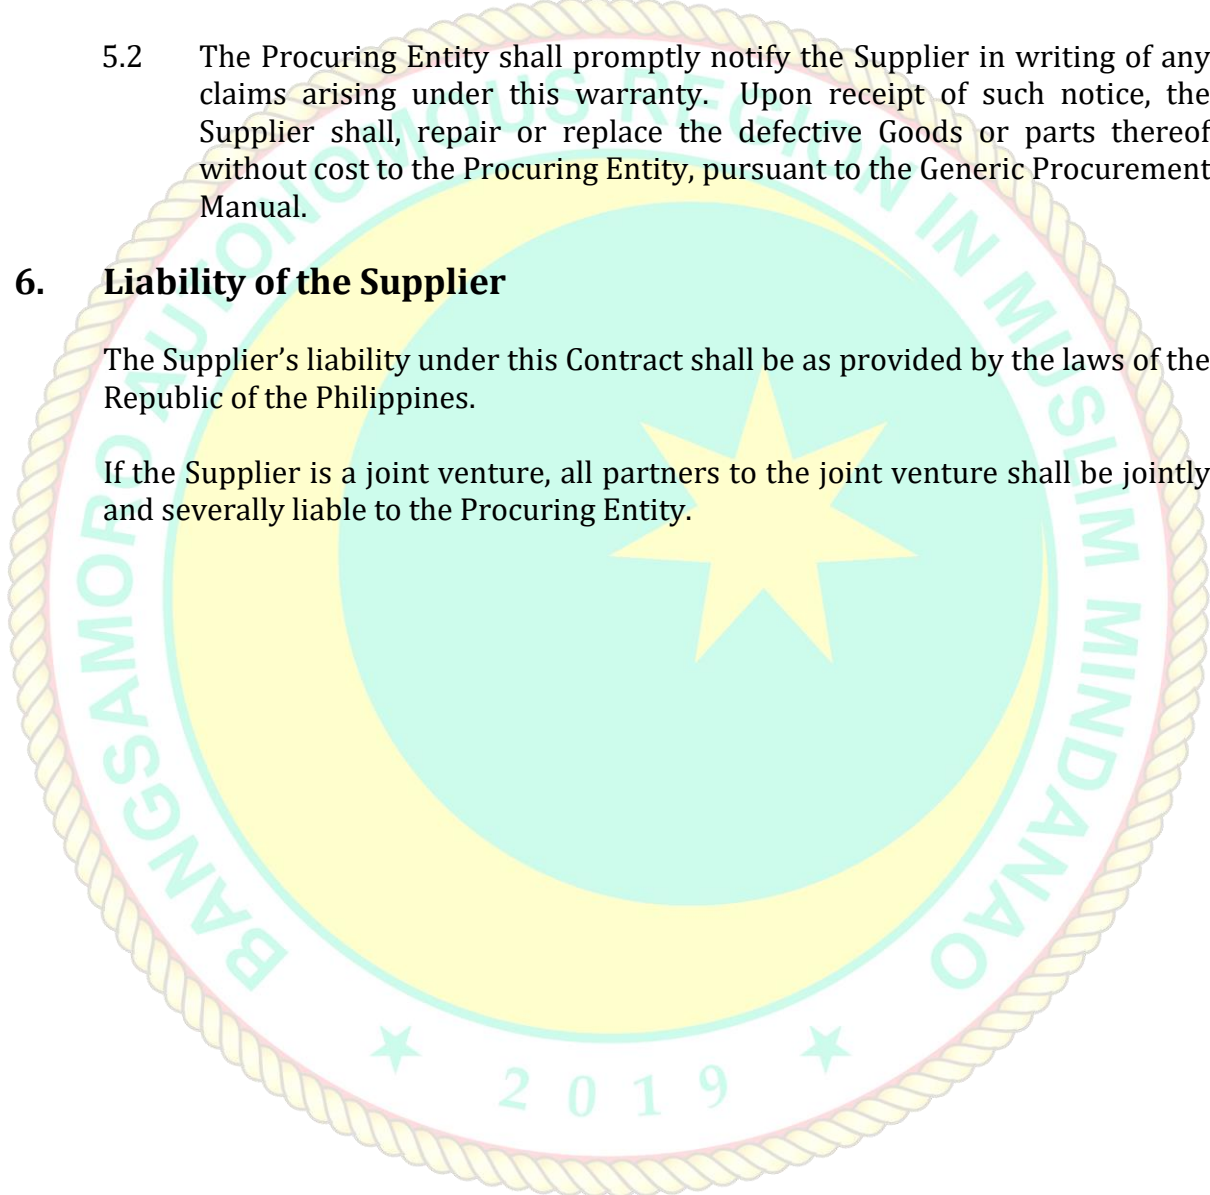 5.2 The Procuring Entity shall promptly notify the Supplier in writing of any
claims arising under this warranty. Upon receipt of such notice, the
Supplier shall, repair or replace the defective Goods or parts thereof
without cost to the Procuring Entity, pursuant to the Generic Procurement
Manual.
6. Liability of the Supplier
The Supplier’s liability under this Contract shall be as provided by the laws of the
Republic of the Philippines.
If the Supplier is a joint venture, all partners to the joint venture shall be jointly
and severally liable to the Procuring Entity.
BANGSAMORO AUTONOMOUS REGION IN MUSLIM MINDANAO
2019